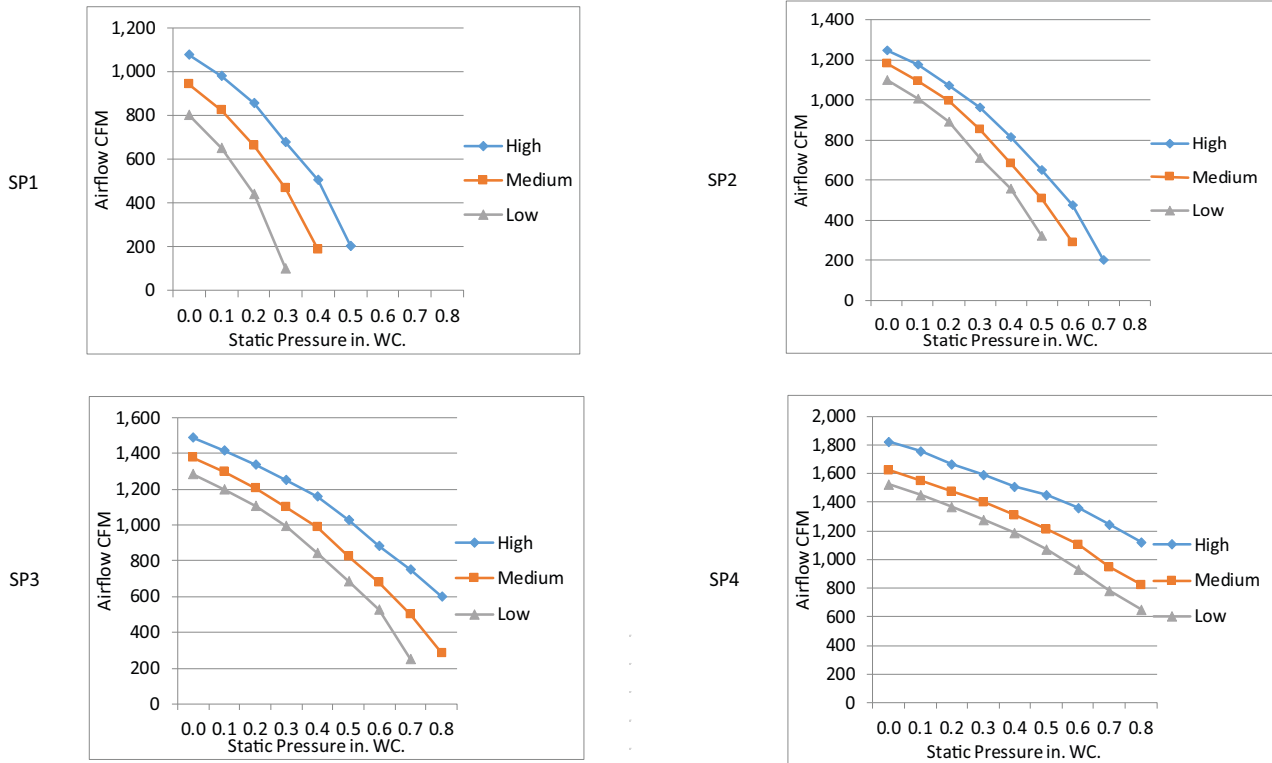 SP1
1,200
1,000
800
600
400
200
0
Airflow CFM
0.0 0.1 0.2 0.3 0.4 0.5 0.6 0.7 0.8
Static Pressure in. WC.
High
Medium
Low
SP2
1,400
1,200
1,000
800
600
400
200
0
Airflow CFM
0.0 0.1 0.2 0.3 0.4 0.5 0.6 0.7 0.8
Static Pressure in. WC.
High
Medium
Low
SP3
1,600
1,400
1,200
1,000
800
600
400
200
0
Airflow CFM
0.0 0.1 0.2 0.3 0.4 0.5 0.6 0.7 0.8
Static Pressure in. WC.
High
Medium
Low
SP4
2,000
1,800
1,600
1,400
1,200
1,000
800
600
400
200
0
Airflow CFM
0.0 0.1 0.2 0.3 0.4 0.5 0.6 0.7 0.8
Static Pressure in. WC.
High
Medium
Low